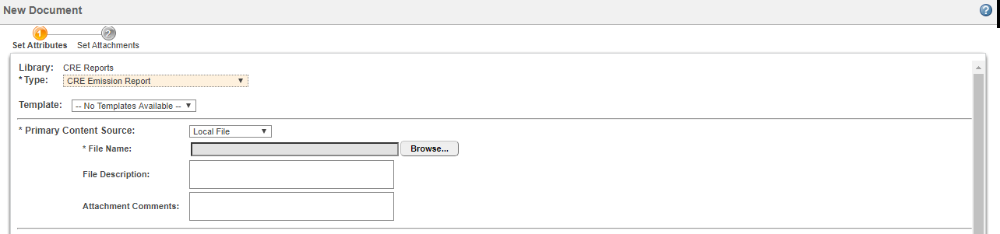 New Document
?
1 2
Set Attributes Set Attachments
Library: CRE Reports
* Type: CRE Emission Report
Template: -- No Templates Available --
* Primary Content Source: Local File
* File Name: Browse...
File Description:
Attachment Comments: